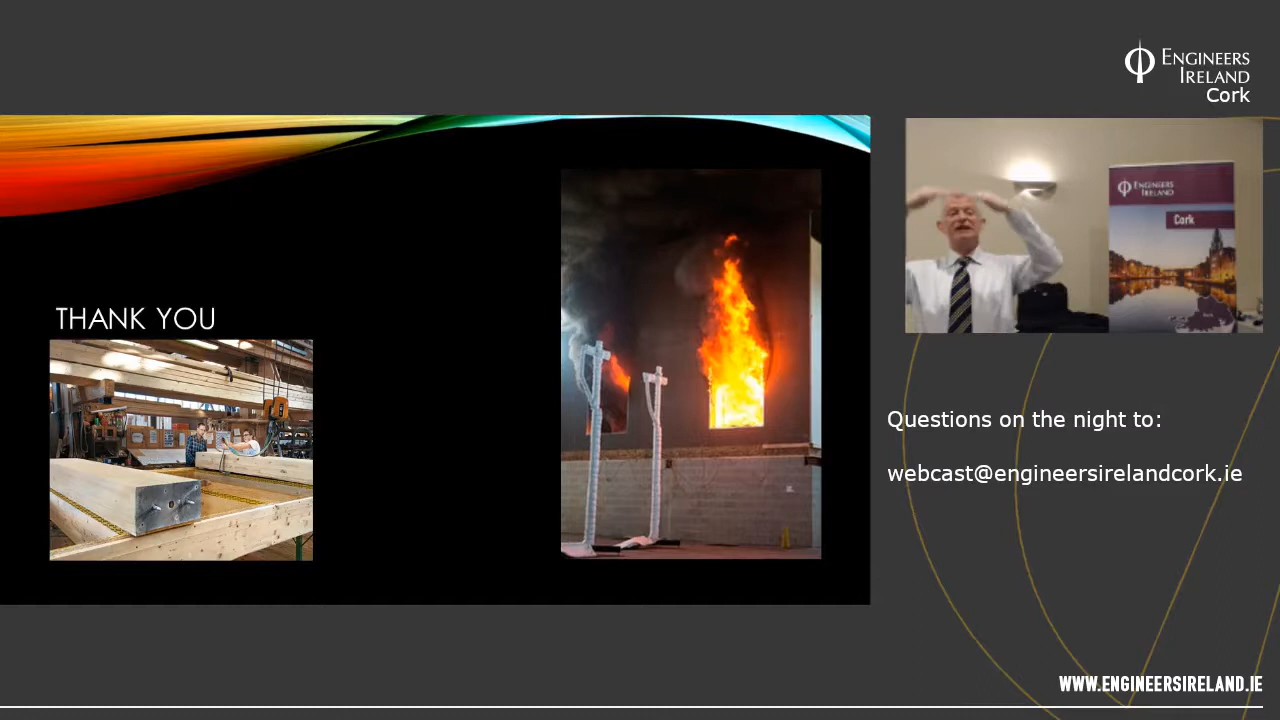 ENGINEERS
IRELAND
Cork
ENGINEERS
IRELAND
Cork
THANK YOU
Questions on the night to:
webcast@engineersirelandcork.ie
WWW.ENGINEERSIRELAND.IE